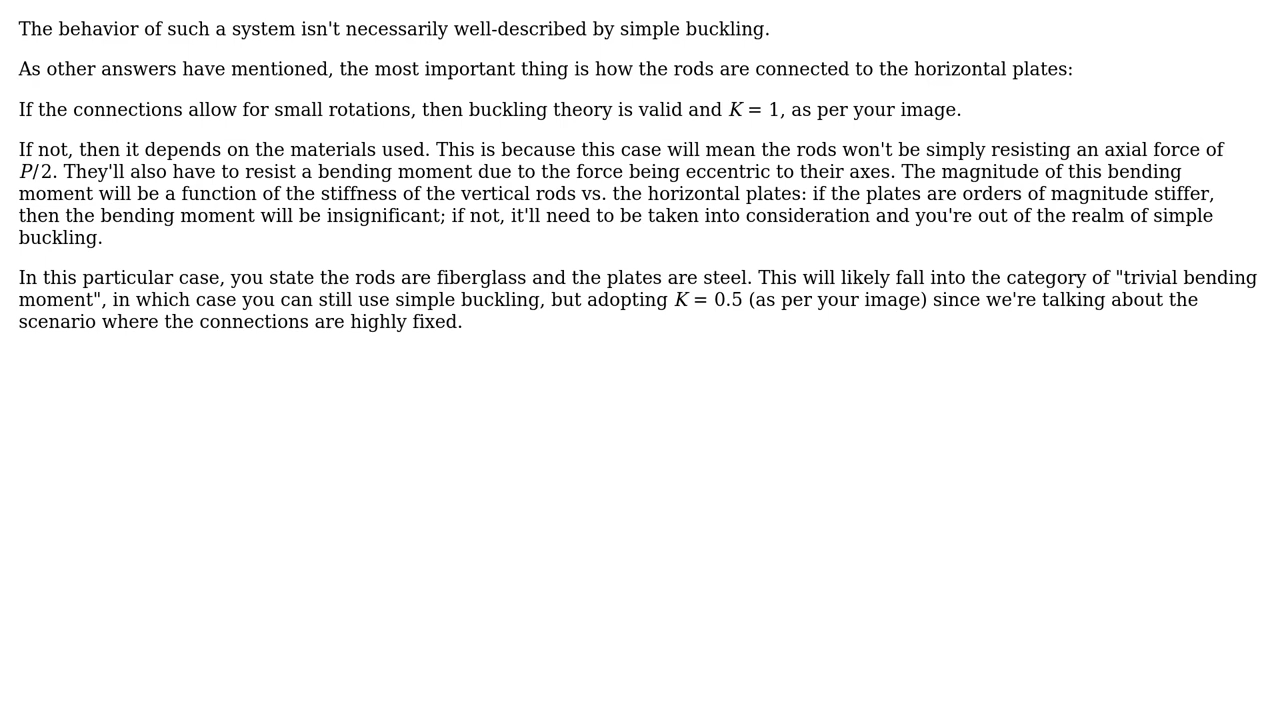 The behavior of such a system isn't necessarily well-described by simple buckling.
As other answers have mentioned, the most important thing is how the rods are connected to the horizontal plates:
If the connections allow for small rotations, then buckling theory is valid and K = 1, as per your image.
If not, then it depends on the materials used. This is because this case will mean the rods won't be simply resisting an axial force of
P/2. They'll also have to resist a bending moment due to the force being eccentric to their axes. The magnitude of this bending
moment will be a function of the stiffness of the vertical rods vs. the horizontal plates: if the plates are orders of magnitude stiffer,
then the bending moment will be insignificant; if not, it'll need to be taken into consideration and you're out of the realm of simple
buckling.
In this particular case, you state the rods are fiberglass and the plates are steel. This will likely fall into the category of "trivial bending
moment", in which case you can still use simple buckling, but adopting K = 0.5 (as per your image) since we're talking about the
scenario where the connections are highly fixed.